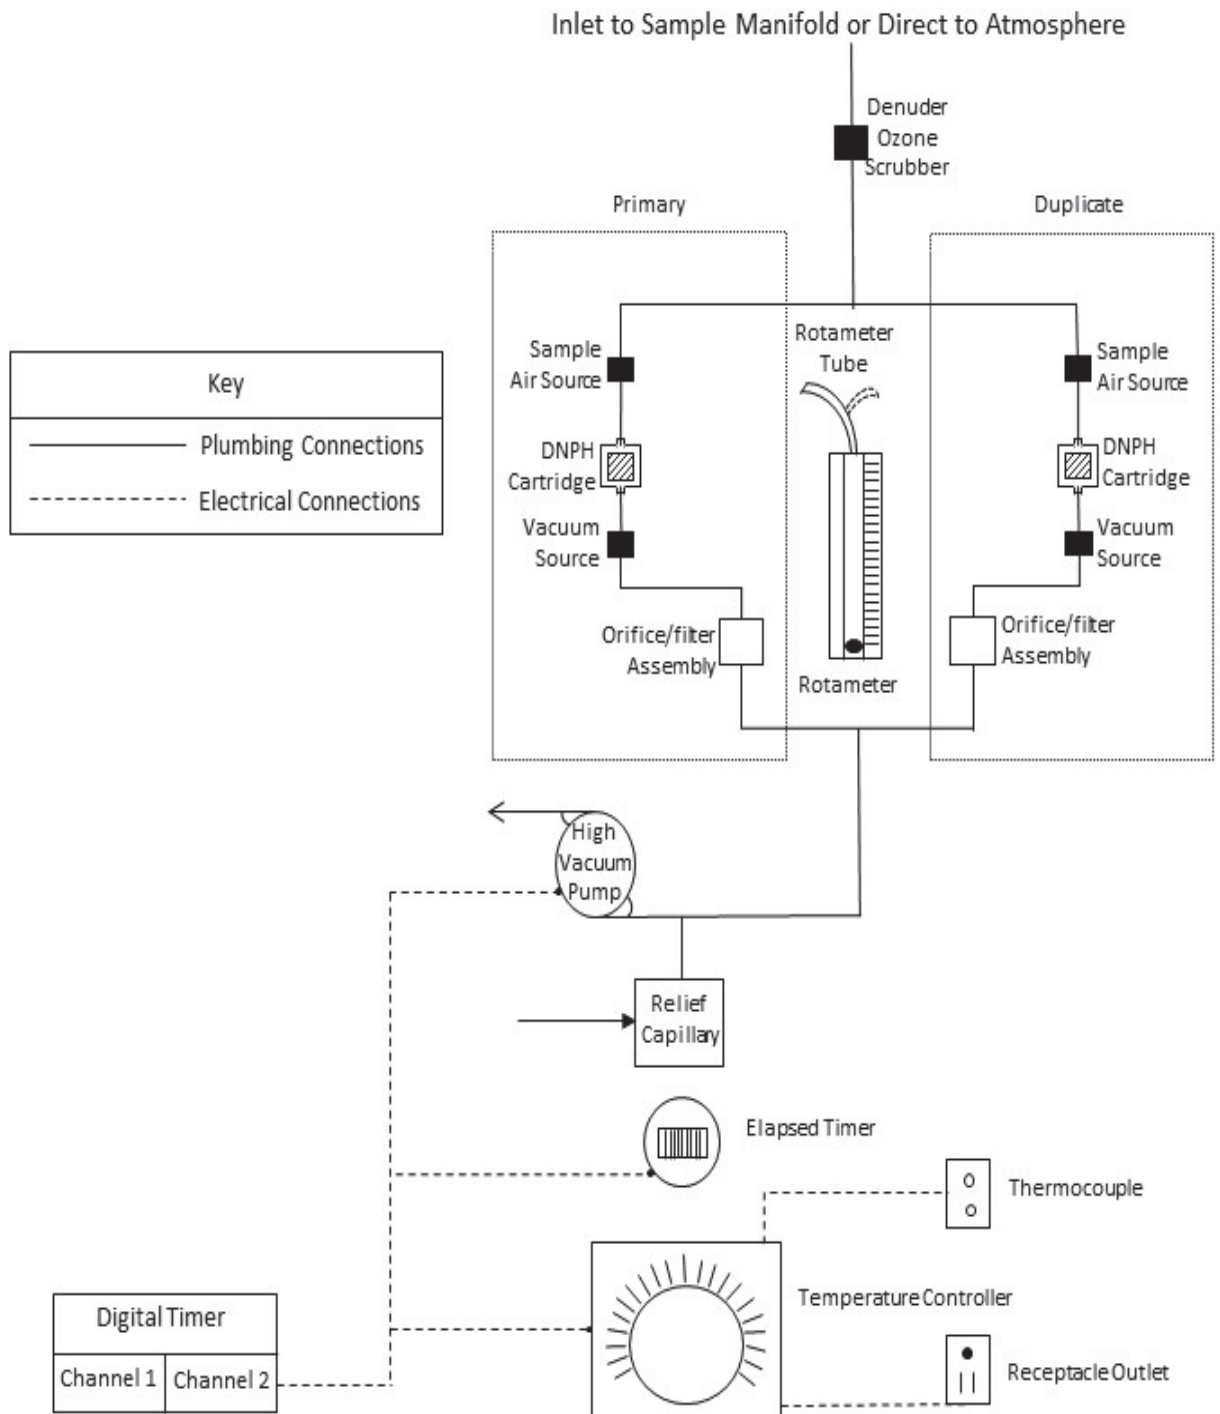 Inlet to Sample Manifold or Direct to Atmosphere
Denuder
Ozone
Scrubber
Primary
Duplicate
Rotameter
Tube
Sample
Air Source
Sample
Air Source
Key
Plumbing Connections
Electrical Connections
DNPH
Cartridge
DNPH
Cartridge
Vacuum
Source
Vacuum
Source
Orifice/filter
Assembly
Orifice/filter
Assembly
Rotameter
High
Vacuum
Pump
Relief
Capillary
Elapsed Timer
Thermocouple
Temperature Controller
Digital Timer
Channel 1
Channel 2
Receptacle Outlet